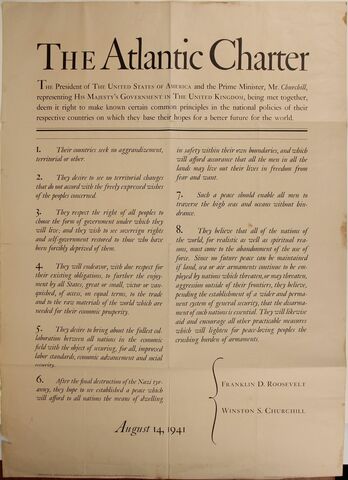 THE Atlantic Charter
THE President of THE UNITED STATES OF AMERICA and the Prime Minister, Mr. Churchill,
representing HIS MAJESTY'S GOVERNMENT IN THE UNITED KINGDOM, being met together,
deem it right to make known certain common principles in the national policies of their
respective countries on which they base their hopes for a better future for the world.
1. Their countries seek no aggrandizement,
territorial or other.
2. They desire to see no territorial changes
that do not accord with the freely expressed wishes
of the peoples concerned.
3. They respect the right of all peoples to
choose the form of government under which they
will live; and they wish to see sovereign rights
and self-government restored to those who have
been forcibly deprived of them.
4. They will endeavor, with due respect for
their existing obligations, to further the enjoy-
ment by all States, great or small, victor or van-
quished, of access, on equal terms, to the trade
and to the raw materials of the world which are
needed for their economic prosperity.
5. They desire to bring about the fullest col-
laboration between all nations in the economic
field with the object of securing, for all, improved
labor standards, economic advancement and social
security.
6. After the final destruction of the Nazi tyr-
anny, they hope to see established a peace which
will afford to all nations the means of dwelling
in safety within their own boundaries, and which
will afford assurance that all the men in all the
lands may live out their lives in freedom from
fear and want.
7. Such a peace should enable all men to
traverse the high seas and oceans without hin-
drance.
8. They believe that all of the nations of
the world, for realistic as well as spiritual rea-
sons, must come to the abandonment of the use of
force. Since no future peace can be maintained
if land, sea or air armaments continue to be em-
ployed by nations which threaten, or may threaten,
aggression outside of their frontiers, they believe,
pending the establishment of a wider and perma-
nent system of general security, that the disarma-
ment of such nations is essential. They will likewise
aid and encourage all other practicable measures
which will lighten for peace-loving peoples the
crushing burden of armaments.
FRANKLIN D. ROOSEVELT
WINSTON S. CHURCHILL
August 14, 1941